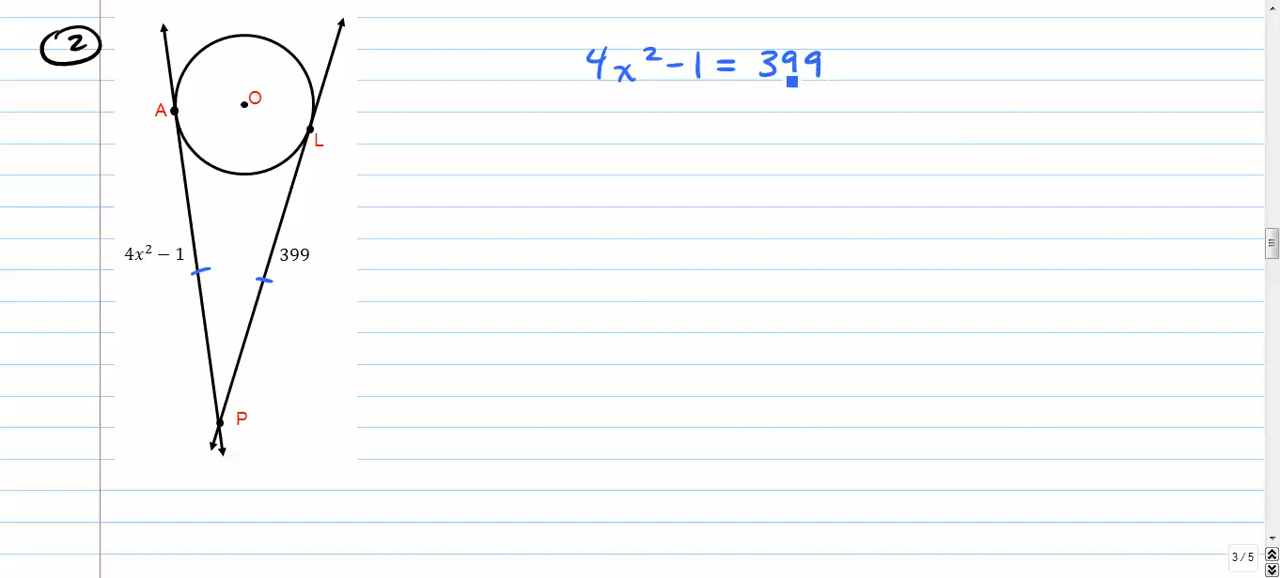 2
4x² − 1 = 399
O
A
L
4x² − 1
399
P
3 / 5